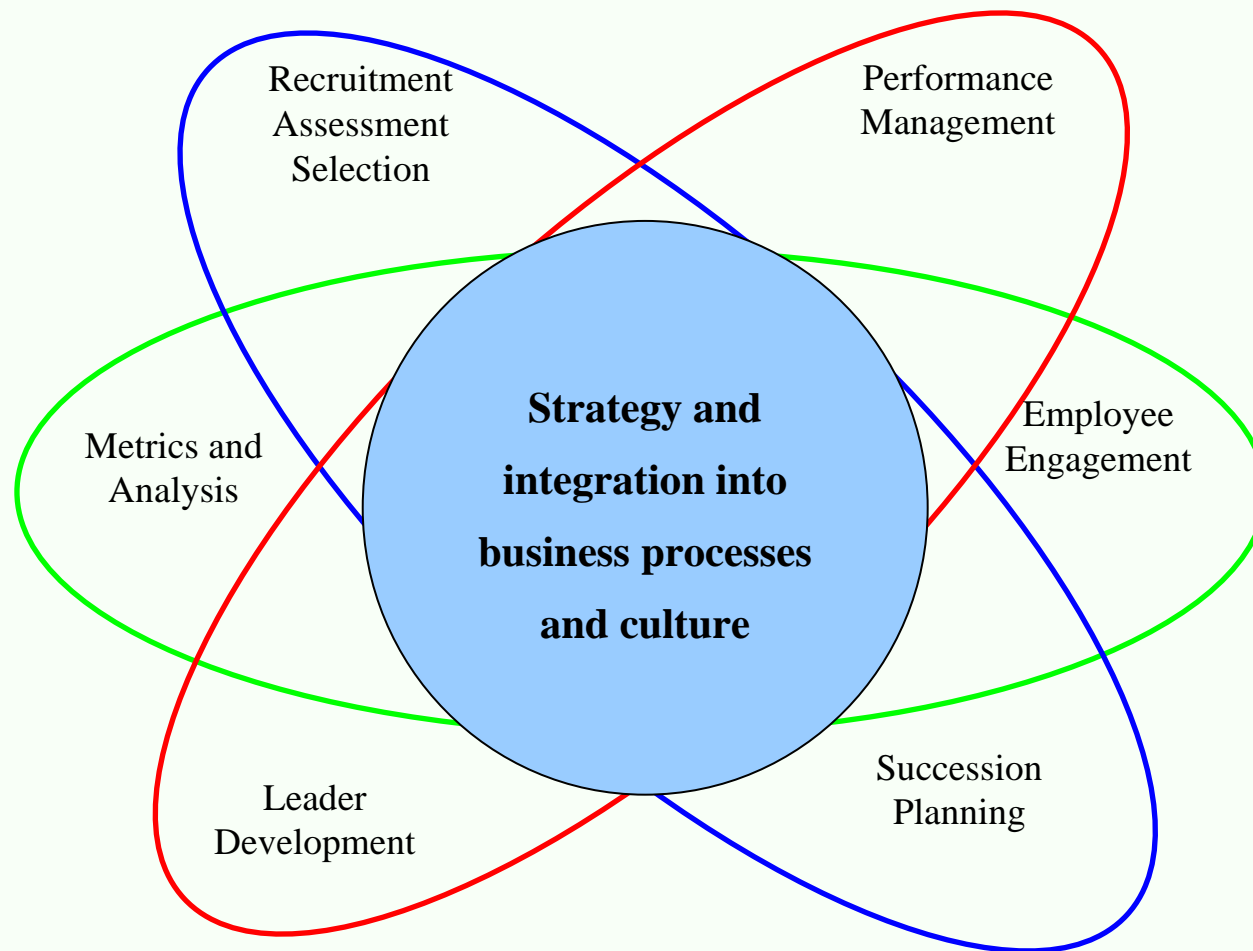 Recruitment
Assessment
Selection
Performance
Management
Metrics and
Analysis
Strategy and
integration into
business processes
and culture
Employee
Engagement
Leader
Development
Succession
Planning